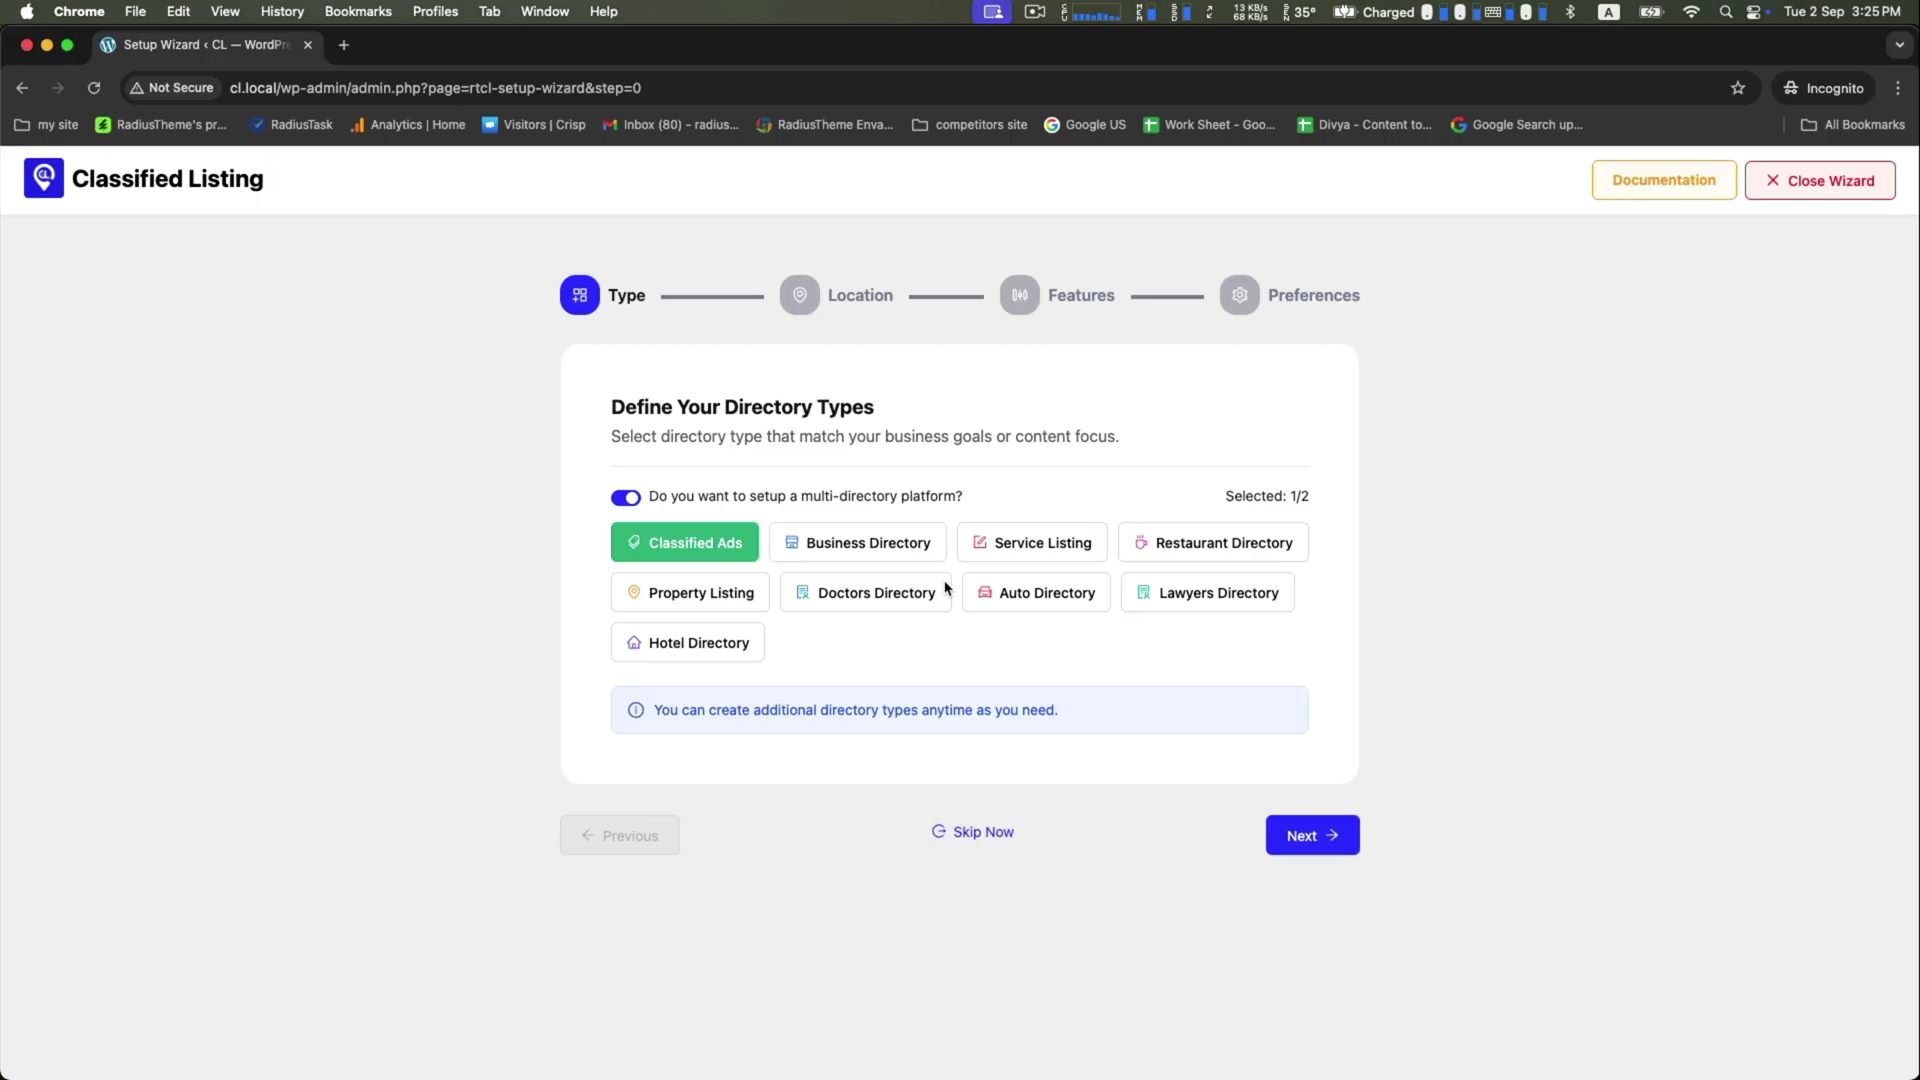 Chrome File Edit View History Bookmarks Profiles Tab Window Help 13 KB/s 68 KB/s 35° Charged A Tue 2 Sep 3:25 PM
Setup Wizard ‹ CL — WordPr
Not Secure cl.local/wp-admin/admin.php?page=rtcl-setup-wizard&step=0 Incognito
my site RadiusTheme's pr... RadiusTask Analytics | Home Visitors | Crisp Inbox (80) - radius... RadiusTheme Enva... competitors site Google US Work Sheet - Goo... Divya - Content to... Google Search up... All Bookmarks
CL Classified Listing Documentation Close Wizard
Type Location Features Preferences
Define Your Directory Types
Select directory type that match your business goals or content focus.
Do you want to setup a multi-directory platform? Selected: 1/2
Classified Ads Business Directory Service Listing Restaurant Directory
Property Listing Doctors Directory Auto Directory Lawyers Directory
Hotel Directory
You can create additional directory types anytime as you need.
Previous Skip Now Next